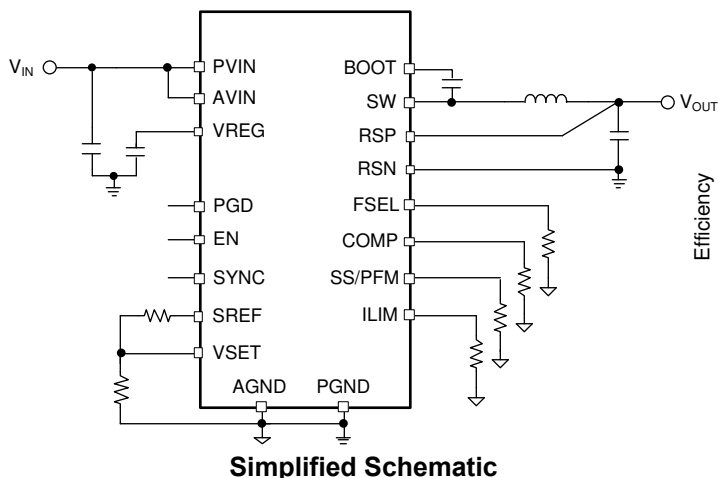 V_IN
PVIN
AVIN
VREG
PGD
EN
SYNC
SREF
VSET
AGND PGND
BOOT
SW
RSP
RSN
FSEL
COMP
SS/PFM
ILIM
V_OUT
Efficiency
Simplified Schematic